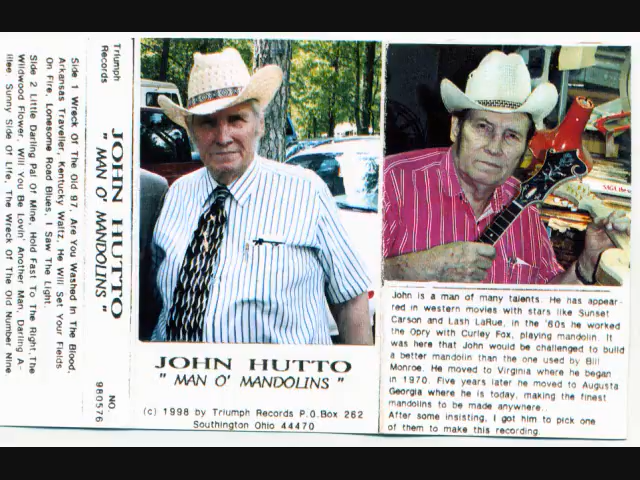 Side 1 Wreck Of The Old 97, Are You Washed In The Blood,
Arkansas Traveller, Kentucky Waltz, He Will Set Your Fields
On Fire, Lonesome Road Blues, I Saw The Light.
Side 2 Little Darling Pal Of Mine, Hold Fast To The Right, The
Wildwood Flower, Will You Be Lovin' Another Man, Darling A
llee, Sunny Side Of Life, The Wreck Of The Old Number Nine
Triumph
Records
JOHN HUTTO
" MAN O' MANDOLINS "
NO
980576
JOHN HUTTO
" MAN O' MANDOLINS "
(c) 1998 by Triumph Records P.O.Box 262
Southington Ohio 44470
John is a man of many talents. He has appear-
red in western movies with stars like Sunset
Carson and Lash LaRue, in the '60s he worked
the Opry with Curley Fox, playing mandolin. It
was here that John would be challenged to build
a better mandolin than the one used by Bill
Monroe. He moved to Virginia where he began
in 1970. Five years later he moved to Augusta
Georgia where he is today, making the finest
mandolins to be made anywhere..
After some insisting, I got him to pick one
of them to make this recording.